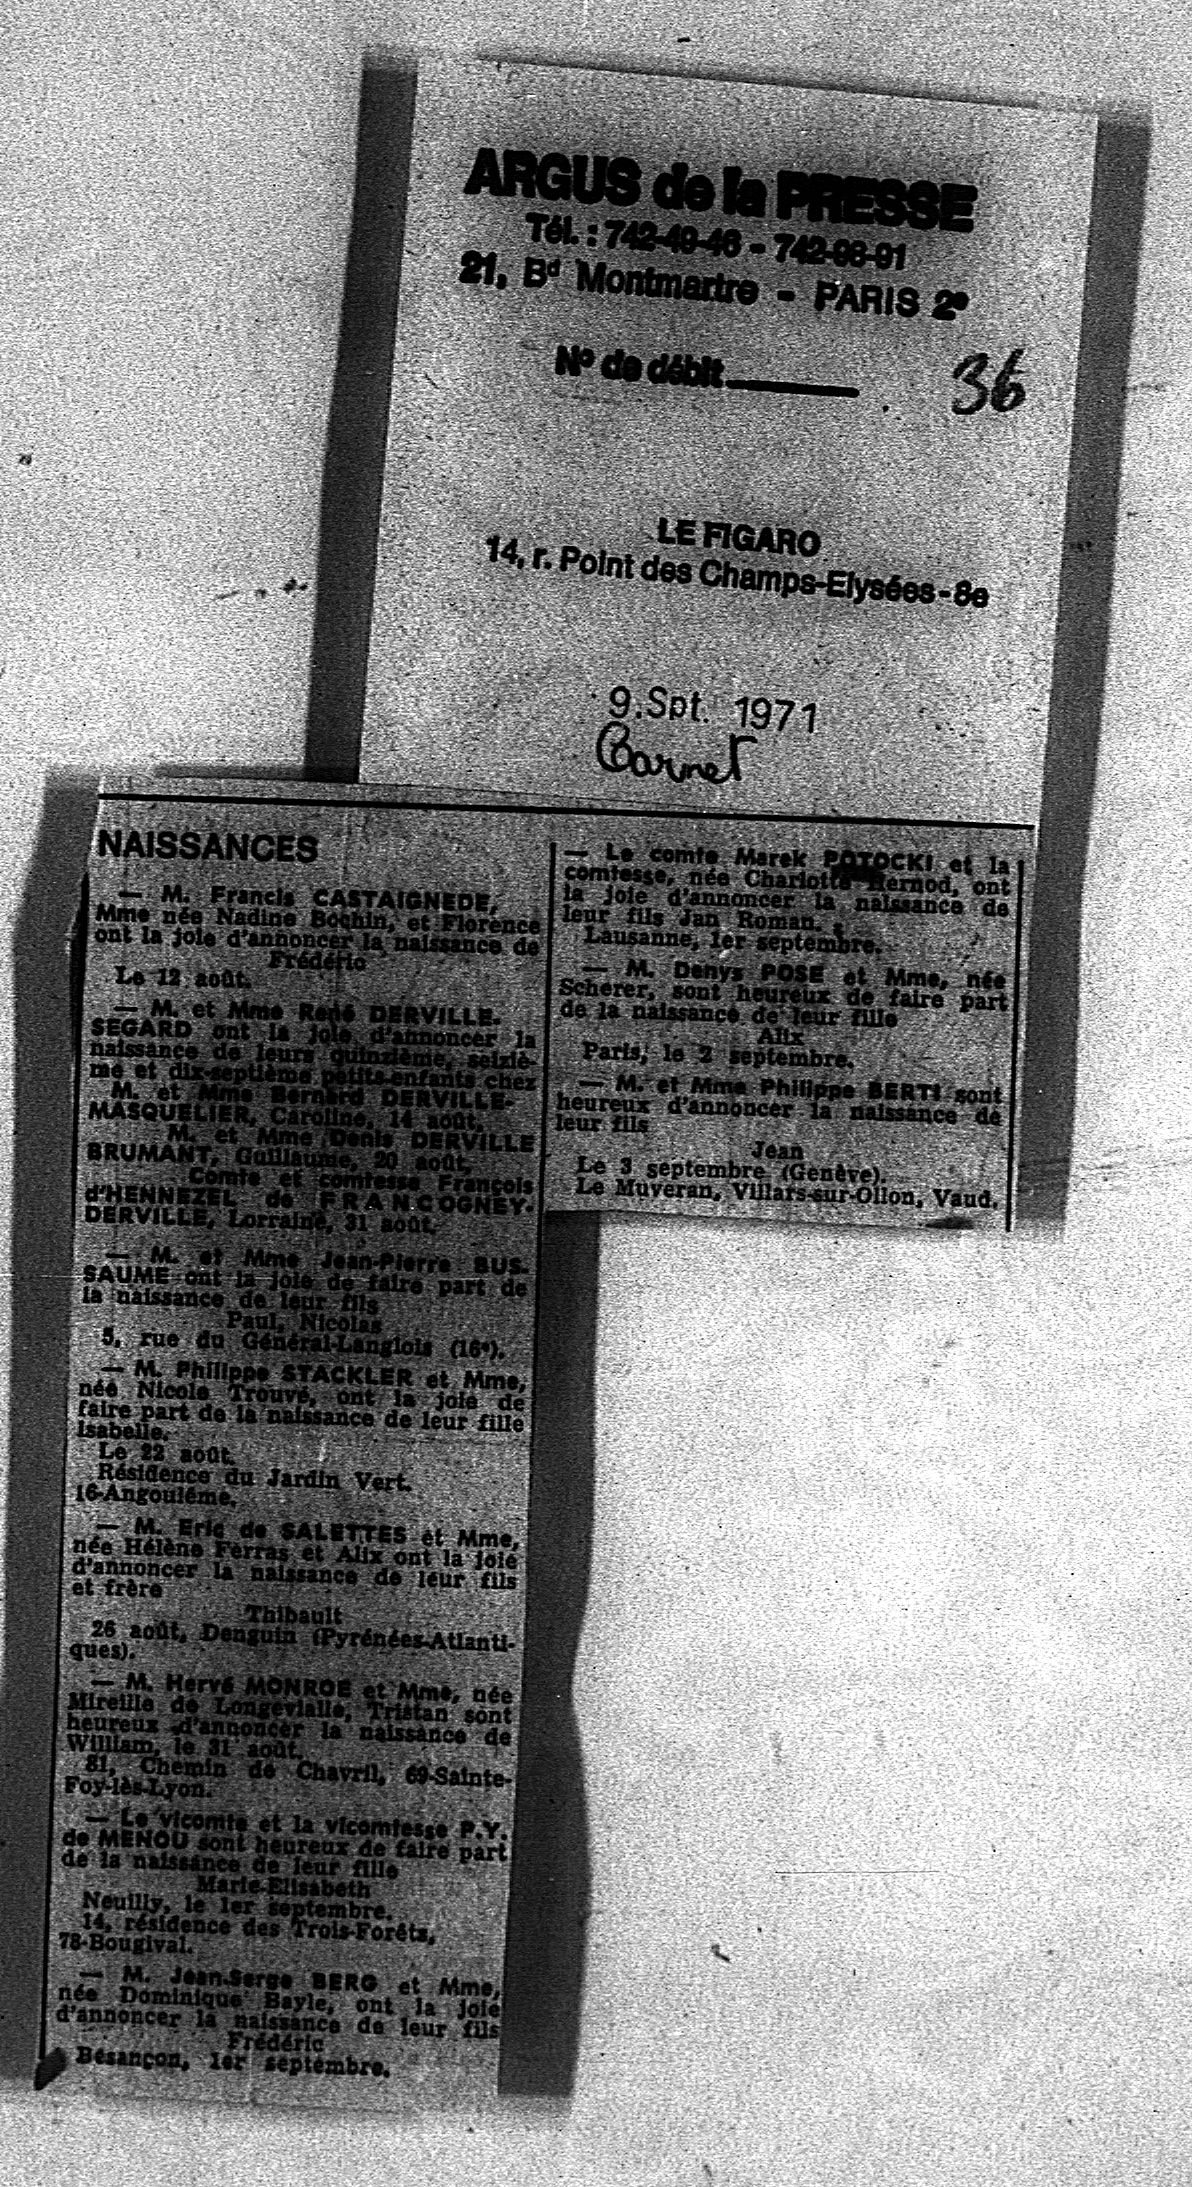 ARGUS de la PRESSE
Tél. : 742-49-46 - 742-98-91
21, Bd Montmartre - PARIS 2e
N° de débit
36
LE FIGARO
14, r. Point des Champs-Elysées - 8e
9. Spt. 1971
Carnet
NAISSANCES
— M. Francis CASTAIGNEDE,
Mme née Nadine Bochin, et Florence
ont la joie d'annoncer la naissance de
Frédéric
Le 12 août.
— M. et Mme René DERVILLE-
SEGARD ont la joie d'annoncer la
naissance de leurs quinzième, seiziè-
me et dix-septième petits-enfants chez
M. et Mme Bernard DERVILLE-
MASQUELIER, Caroline, 14 août.
M. et Mme Denis DERVILLE
BRUMANT, Guillaume, 20 août.
Comte et comtesse François
d'HENNEZEL de FRANCOGNEY-
DERVILLE, Lorraine, 31 août.
— M. et Mme Jean-Pierre BUS-
SAUME ont la joie de faire part de
la naissance de leur fils
Paul, Nicolas
5, rue du Général-Langlois (16e).
— M. Philippe STACKLER et Mme,
née Nicole Trouvé, ont la joie de
faire part de la naissance de leur fille
Isabelle.
Le 22 août.
Résidence du Jardin Vert.
16-Angoulême.
— M. Eric de SALETTES et Mme,
née Hélène Ferras et Alix ont la joie
d'annoncer la naissance de leur fils
et frère
Thibault
26 août, Denguin (Pyrénées-Atlanti-
ques).
— M. Hervé MONROE et Mme, née
Mireille de Longevialle, Tristan sont
heureux d'annoncer la naissance de
William, le 31 août.
81, Chemin de Chavril, 69-Sainte-
Foy-lès-Lyon.
— Le vicomte et la vicomtesse P.Y.
de MENOU sont heureux de faire part
de la naissance de leur fille
Marie-Elisabeth
Neuilly, le 1er septembre.
14, résidence des Trois-Forêts,
78-Bougival.
— M. Jean-Serge BERG et Mme,
née Dominique Bayle, ont la joie
d'annoncer la naissance de leur fils
Frédéric
Besançon, 1er septembre.
— Le comte Marek POTOCKI et la
comtesse, née Charlotte Hernod, ont
la joie d'annoncer la naissance de
leur fils Jan Roman.
Lausanne, 1er septembre.
— M. Denys POSE et Mme, née
Scherer, sont heureux de faire part
de la naissance de leur fille
Alix
Paris, le 2 septembre.
— M. et Mme Philippe BERTI sont
heureux d'annoncer la naissance de
leur fils
Jean
Le 3 septembre (Genève).
Le Muveran, Villars-sur-Ollon, Vaud.